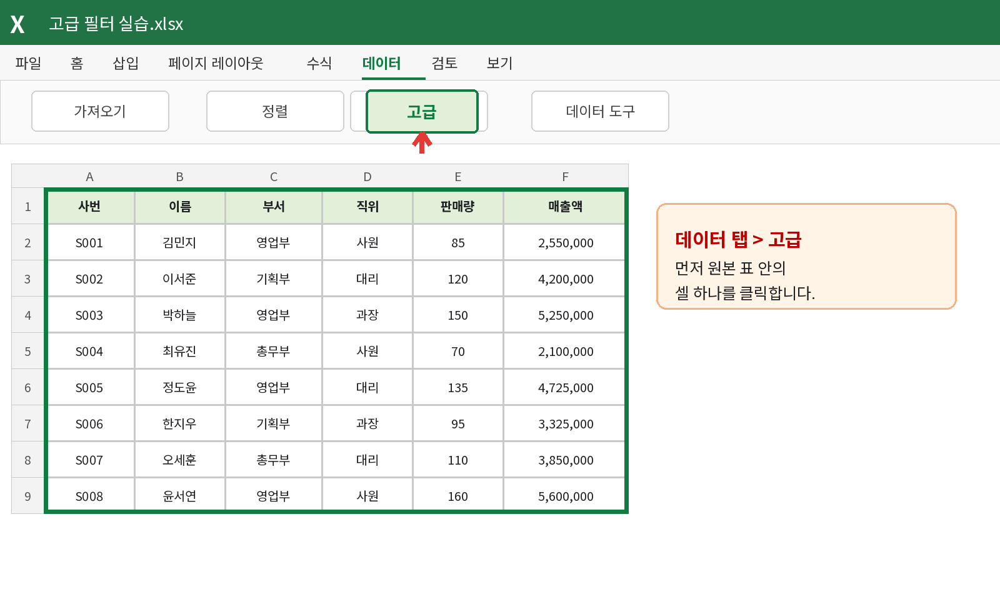 X 고급 필터 실습.xlsx
파일 홈 삽입 페이지 레이아웃 수식 데이터 검토 보기
가져오기 정렬 고급 데이터 도구
A B C D E F
1 사번 이름 부서 직위 판매량 매출액
2 S001 김민지 영업부 사원 85 2,550,000
3 S002 이서준 기획부 대리 120 4,200,000
4 S003 박하늘 영업부 과장 150 5,250,000
5 S004 최유진 총무부 사원 70 2,100,000
6 S005 정도윤 영업부 대리 135 4,725,000
7 S006 한지우 기획부 과장 95 3,325,000
8 S007 오세훈 총무부 대리 110 3,850,000
9 S008 윤서연 영업부 사원 160 5,600,000
데이터 탭 > 고급
먼저 원본 표 안의
셀 하나를 클릭합니다.